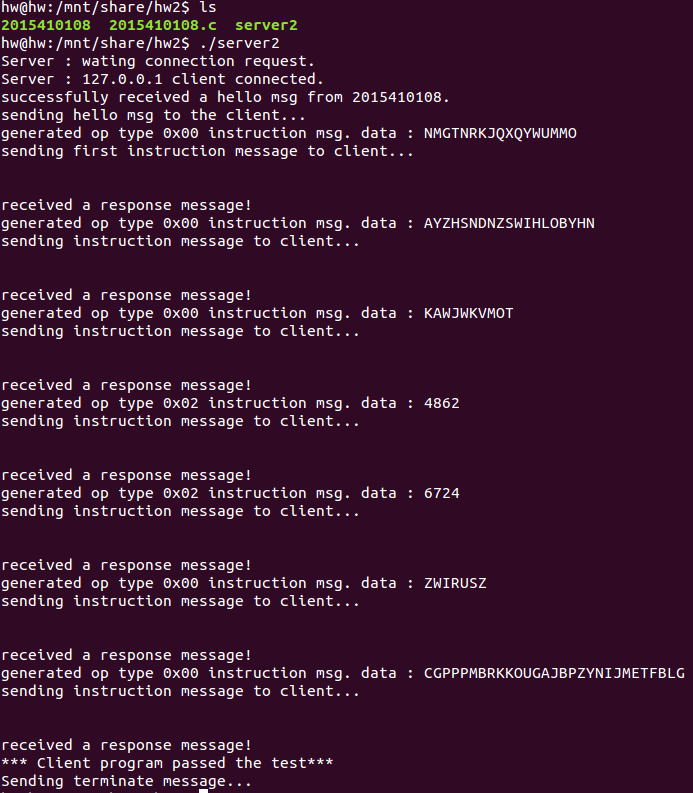 hw@hw:/mnt/share/hw2$ ls
2015410108  2015410108.c  server2
hw@hw:/mnt/share/hw2$ ./server2
Server : wating connection request.
Server : 127.0.0.1 client connected.
successfully received a hello msg from 2015410108.
sending hello msg to the client...
generated op type 0x00 instruction msg. data : NMGTNRKJQXQYWUMMO
sending first instruction message to client...
received a response message!
generated op type 0x00 instruction msg. data : AYZHSNDNZSWIHLOBYHN
sending instruction message to client...
received a response message!
generated op type 0x00 instruction msg. data : KAWJWKVMOT
sending instruction message to client...
received a response message!
generated op type 0x02 instruction msg. data : 4862
sending instruction message to client...
received a response message!
generated op type 0x02 instruction msg. data : 6724
sending instruction message to client...
received a response message!
generated op type 0x00 instruction msg. data : ZWIRUSZ
sending instruction message to client...
received a response message!
generated op type 0x00 instruction msg. data : CGPPPMBRKKOUGAJBPZYNIJMETFBLG
sending instruction message to client...
received a response message!
*** Client program passed the test***
Sending terminate message...